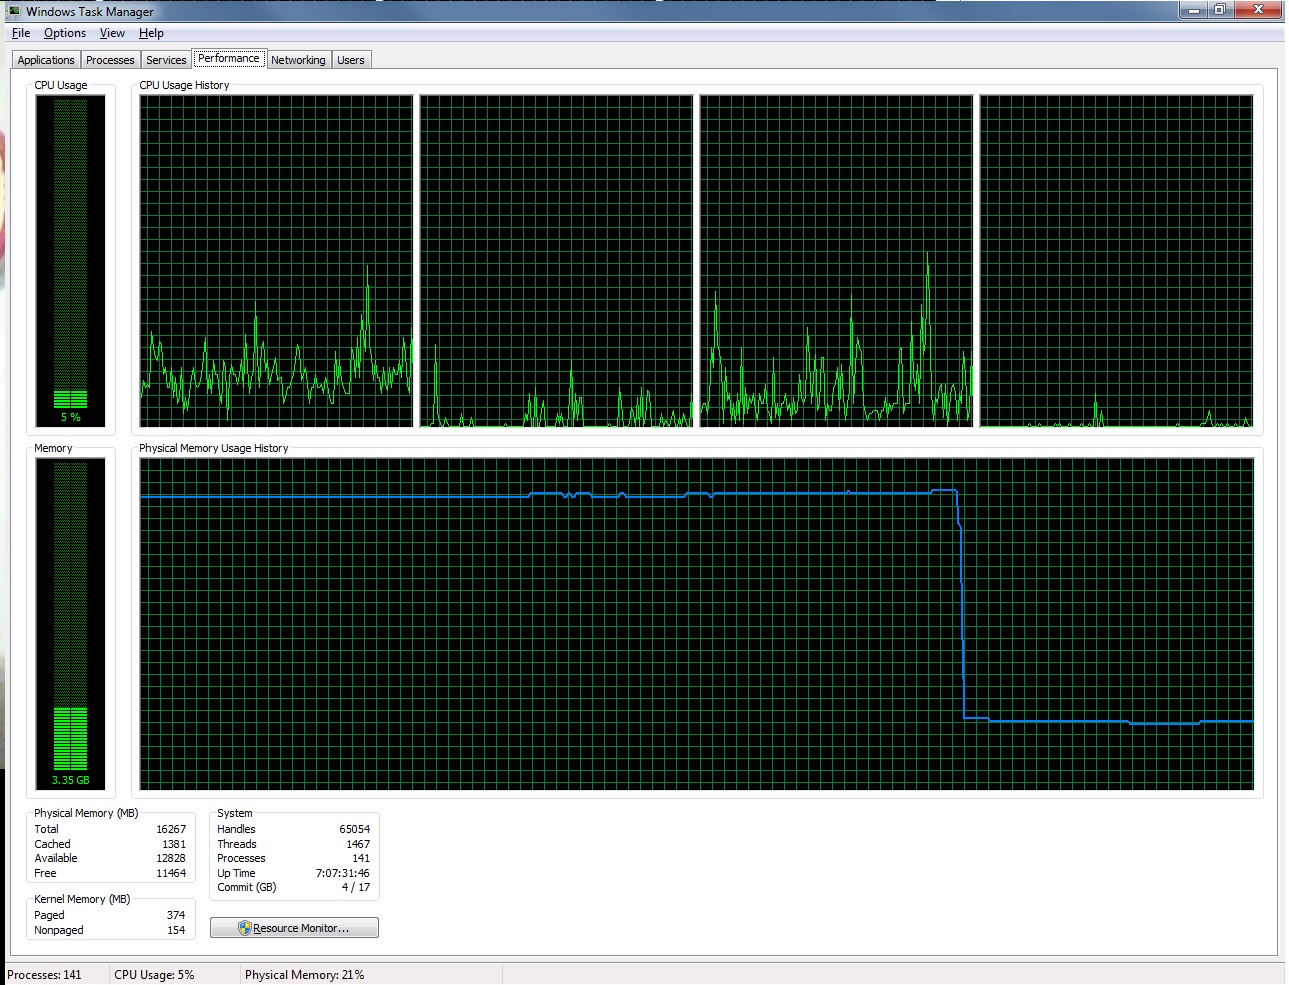 Windows Task Manager
File Options View Help
Applications Processes Services Performance Networking Users
CPU Usage CPU Usage History
5 %
Memory Physical Memory Usage History
3.35 GB
Physical Memory (MB)
Total 16267
Cached 1381
Available 12828
Free 11464
Kernel Memory (MB)
Paged 374
Nonpaged 154
System
Handles 65054
Threads 1467
Processes 141
Up Time 7:07:31:46
Commit (GB) 4 / 17
Resource Monitor...
Processes: 141 CPU Usage: 5% Physical Memory: 21%